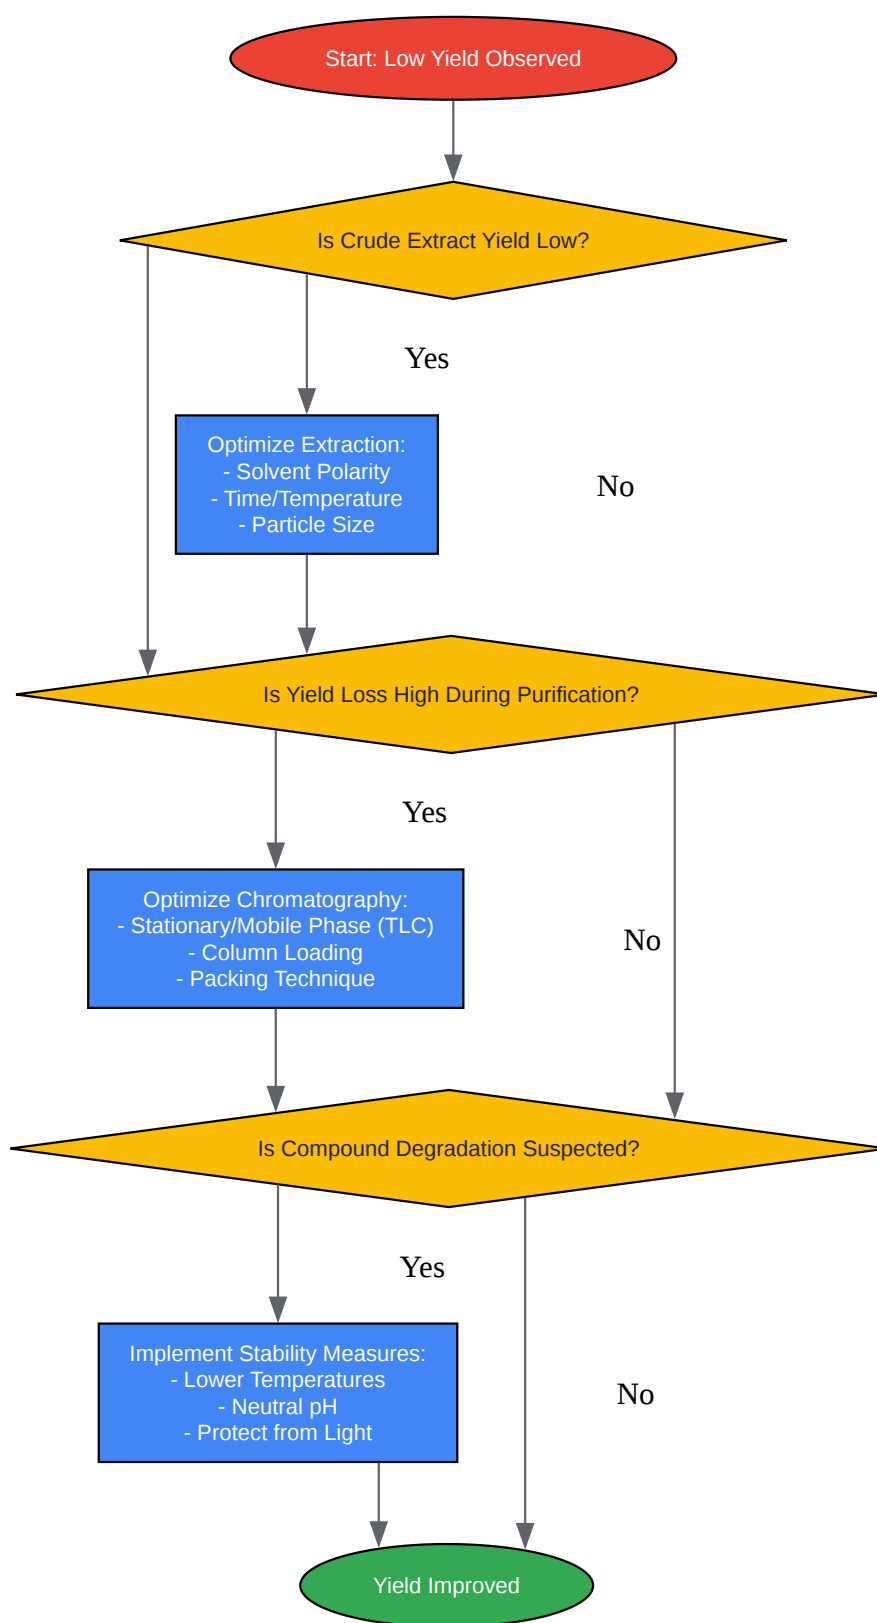 Start: Low Yield Observed
Is Crude Extract Yield Low?
Yes
Optimize Extraction:
- Solvent Polarity
- Time/Temperature
- Particle Size
No
Is Yield Loss High During Purification?
Yes
Optimize Chromatography:
- Stationary/Mobile Phase (TLC)
- Column Loading
- Packing Technique
No
Is Compound Degradation Suspected?
Yes
Implement Stability Measures:
- Lower Temperatures
- Neutral pH
- Protect from Light
No
Yield Improved